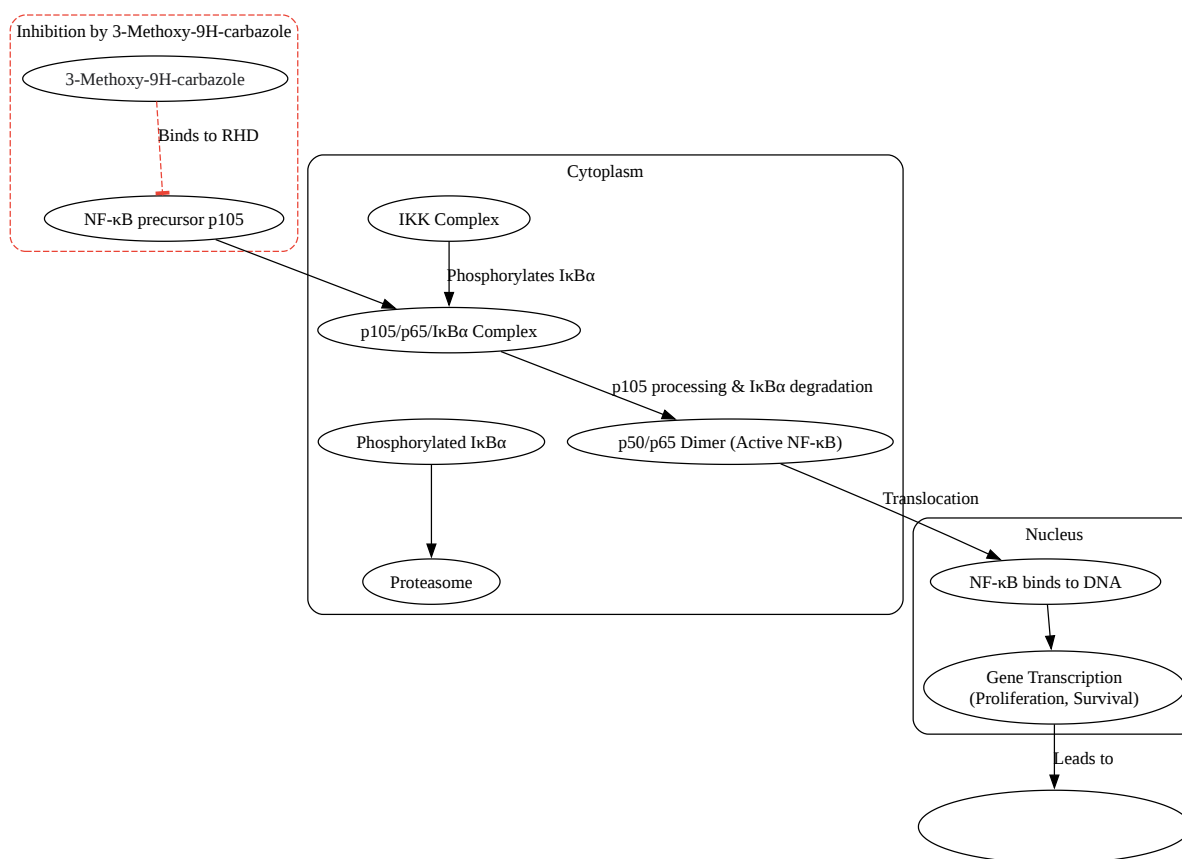 Inhibition by 3-Methoxy-9H-carbazole
3-Methoxy-9H-carbazole
Binds to RHD
NF-κB precursor p105
Cytoplasm
IKK Complex
Phosphorylates IκBα
p105/p65/IκBα Complex
p105 processing & IκBα degradation
Phosphorylated IκBα
p50/p65 Dimer (Active NF-κB)
Translocation
Proteasome
Nucleus
NF-κB binds to DNA
Gene Transcription
(Proliferation, Survival)
Leads to